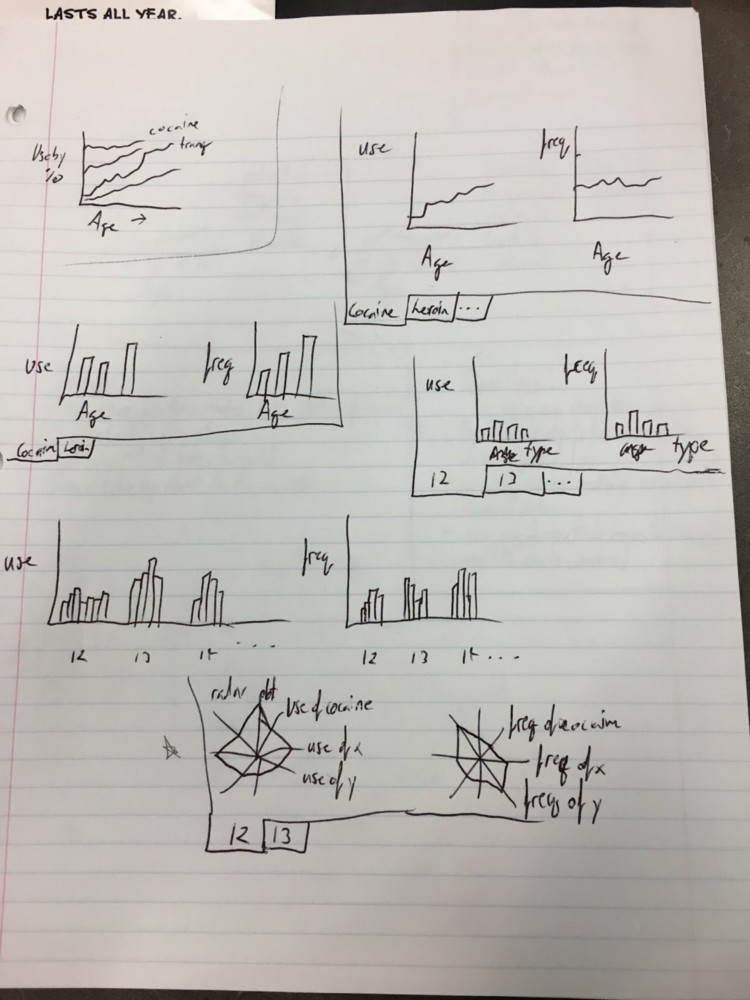 LASTS ALL YEAR.
Use by
%
cocaine
tranq
Age →
use
freq
Age
Age
Cocaine heroin ...
use
freq
Age
Age
Cocain heroin
use
freq
type
type
12 13 ...
use
freq
12 13 14 ....
12 13 14 ...
radar plot
use of cocaine
use of x
use of y
freq of cocaine
freq of x
freq of y
12 13